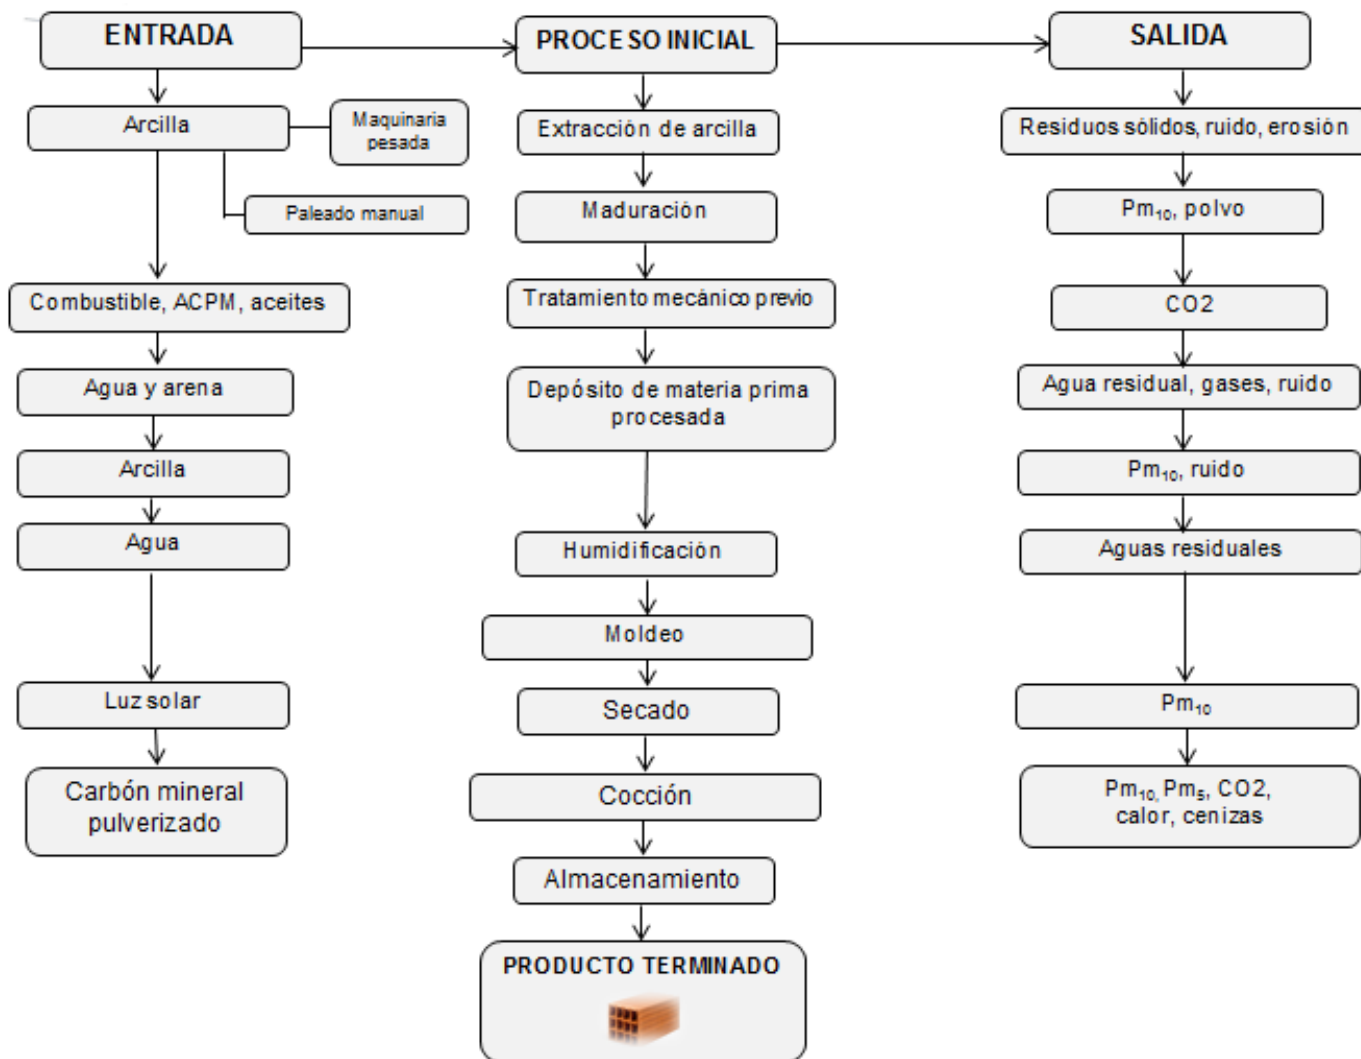 ENTRADA
Arcilla
Maquinaria
pesada
Paleado manual
Combustible, ACPM, aceites
Agua y arena
Arcilla
Agua
Luz solar
Carbón mineral
pulverizado
PROCESO INICIAL
Extracción de arcilla
Maduración
Tratamiento mecánico previo
Depósito de materia prima
procesada
Humidificación
Moldeo
Secado
Cocción
Almacenamiento
PRODUCTO TERMINADO
SALIDA
Residuos sólidos, ruido, erosión
Pm₁₀, polvo
CO2
Agua residual, gases, ruido
Pm₁₀, ruido
Aguas residuales
Pm₁₀
Pm₁₀, Pm₅, CO2,
calor, cenizas